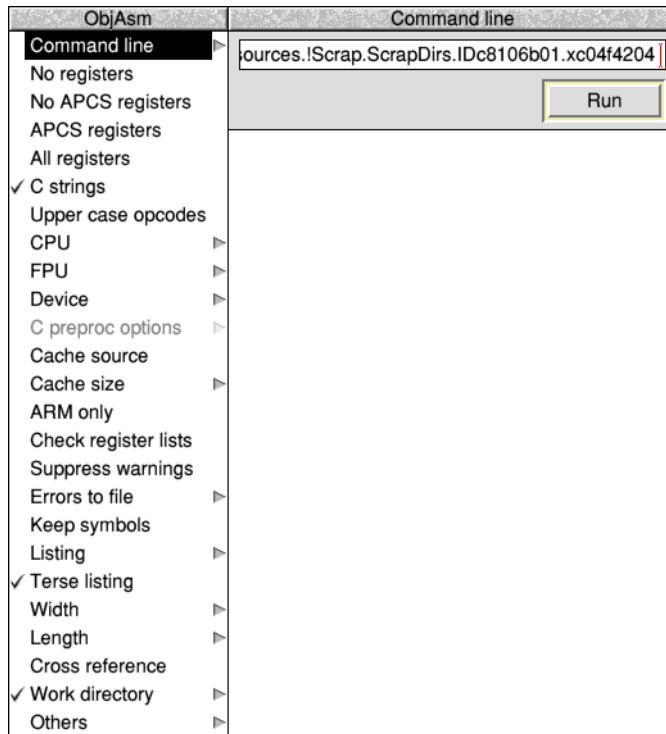 ObjAsm
Command line
No registers
No APCS registers
APCS registers
All registers
C strings
Upper case opcodes
CPU
FPU
Device
C preproc options
Cache source
Cache size
ARM only
Check register lists
Suppress warnings
Errors to file
Keep symbols
Listing
Terse listing
Width
Length
Cross reference
Work directory
Others
Command line
ources.!Scrap.ScrapDirs.IDc8106b01.xc04f4204
Run